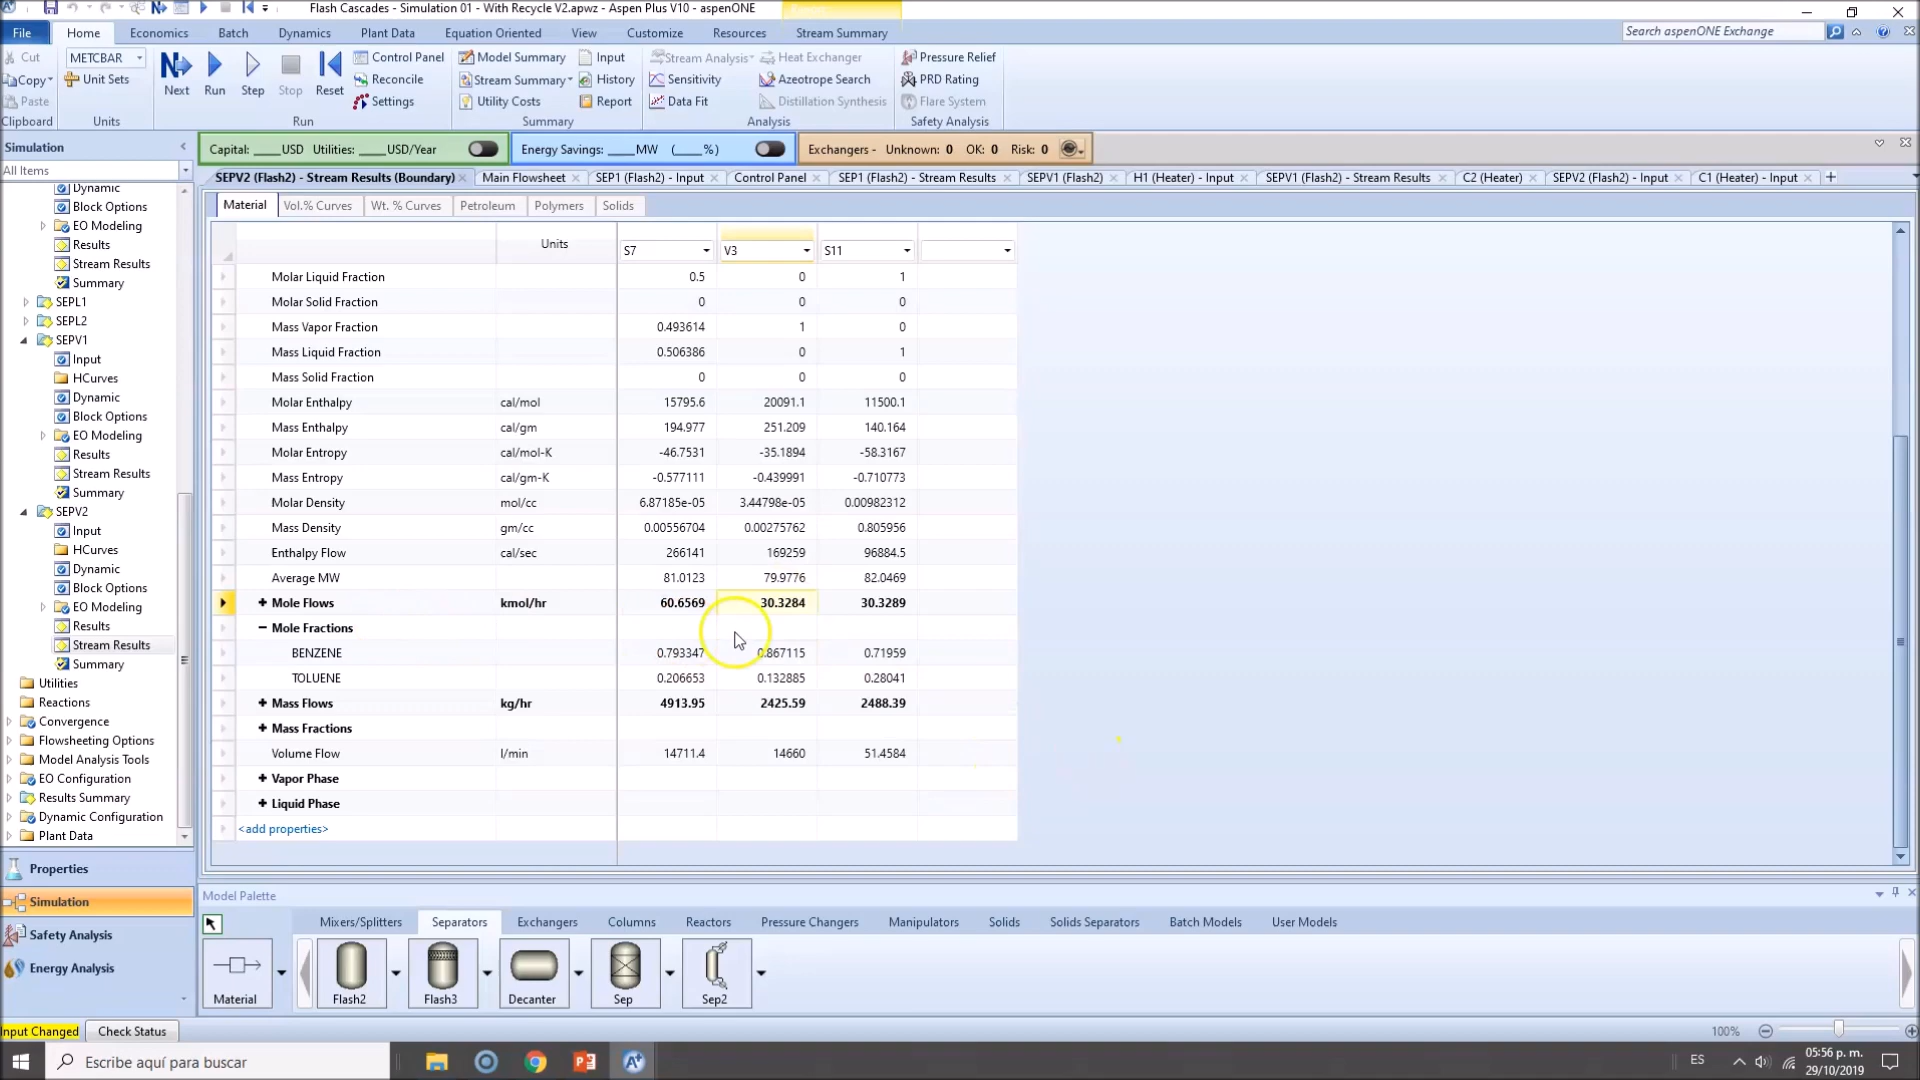 Flash Cascades - Simulation 01 - With Recycle V2.apwz - Aspen Plus V10 - aspenONE
File Home Economics Batch Dynamics Plant Data Equation Oriented View Customize Resources Stream Summary Search aspenONE Exchange
Cut METCBAR Control Panel Model Summary Input Stream Analysis Heat Exchanger Pressure Relief
Copy Unit Sets Next Run Step Stop Reset Reconcile Stream Summary History Sensitivity Azeotrope Search PRD Rating
Paste Settings Utility Costs Report Data Fit Distillation Synthesis Flare System
Clipboard Units Run Summary Analysis Safety Analysis
Simulation
All Items
Capital: ____USD Utilities: ____USD/Year Energy Savings: ____MW (____%) Exchangers - Unknown: 0 OK: 0 Risk: 0
SEPV2 (Flash2) - Stream Results (Boundary) Main Flowsheet SEP1 (Flash2) - Input Control Panel SEP1 (Flash2) - Stream Results SEPV1 (Flash2) H1 (Heater) - Input SEPV1 (Flash2) - Stream Results C2 (Heater) SEPV2 (Flash2) - Input C1 (Heater) - Input
Material Vol.% Curves Wt. % Curves Petroleum Polymers Solids
Dynamic
Block Options
EO Modeling
Results
Stream Results
Summary
SEPL1
SEPL2
SEPV1
Input
HCurves
Dynamic
Block Options
EO Modeling
Results
Stream Results
Summary
SEPV2
Input
HCurves
Dynamic
Block Options
EO Modeling
Results
Stream Results
Summary
Utilities
Reactions
Convergence
Flowsheeting Options
Model Analysis Tools
EO Configuration
Results Summary
Dynamic Configuration
Plant Data
Properties
Simulation
Safety Analysis
Energy Analysis
Units S7 V3 S11
Molar Liquid Fraction 0.5 0 1
Molar Solid Fraction 0 0 0
Mass Vapor Fraction 0.493614 1 0
Mass Liquid Fraction 0.506386 0 1
Mass Solid Fraction 0 0 0
Molar Enthalpy cal/mol 15795.6 20091.1 11500.1
Mass Enthalpy cal/gm 194.977 251.209 140.164
Molar Entropy cal/mol-K -46.7531 -35.1894 -58.3167
Mass Entropy cal/gm-K -0.577111 -0.439991 -0.710773
Molar Density mol/cc 6.87185e-05 3.44798e-05 0.00982312
Mass Density gm/cc 0.00556704 0.00275762 0.805956
Enthalpy Flow cal/sec 266141 169259 96884.5
Average MW 81.0123 79.9776 82.0469
+ Mole Flows kmol/hr 60.6569 30.3284 30.3289
− Mole Fractions
BENZENE 0.793347 0.867115 0.71959
TOLUENE 0.206653 0.132885 0.28041
+ Mass Flows kg/hr 4913.95 2425.59 2488.39
+ Mass Fractions
Volume Flow l/min 14711.4 14660 51.4584
+ Vapor Phase
+ Liquid Phase
<add properties>
Model Palette
Mixers/Splitters Separators Exchangers Columns Reactors Pressure Changers Manipulators Solids Solids Separators Batch Models User Models
Material Flash2 Flash3 Decanter Sep Sep2
Input Changed Check Status 100%
Escribe aquí para buscar ES 05:56 p. m.
29/10/2019